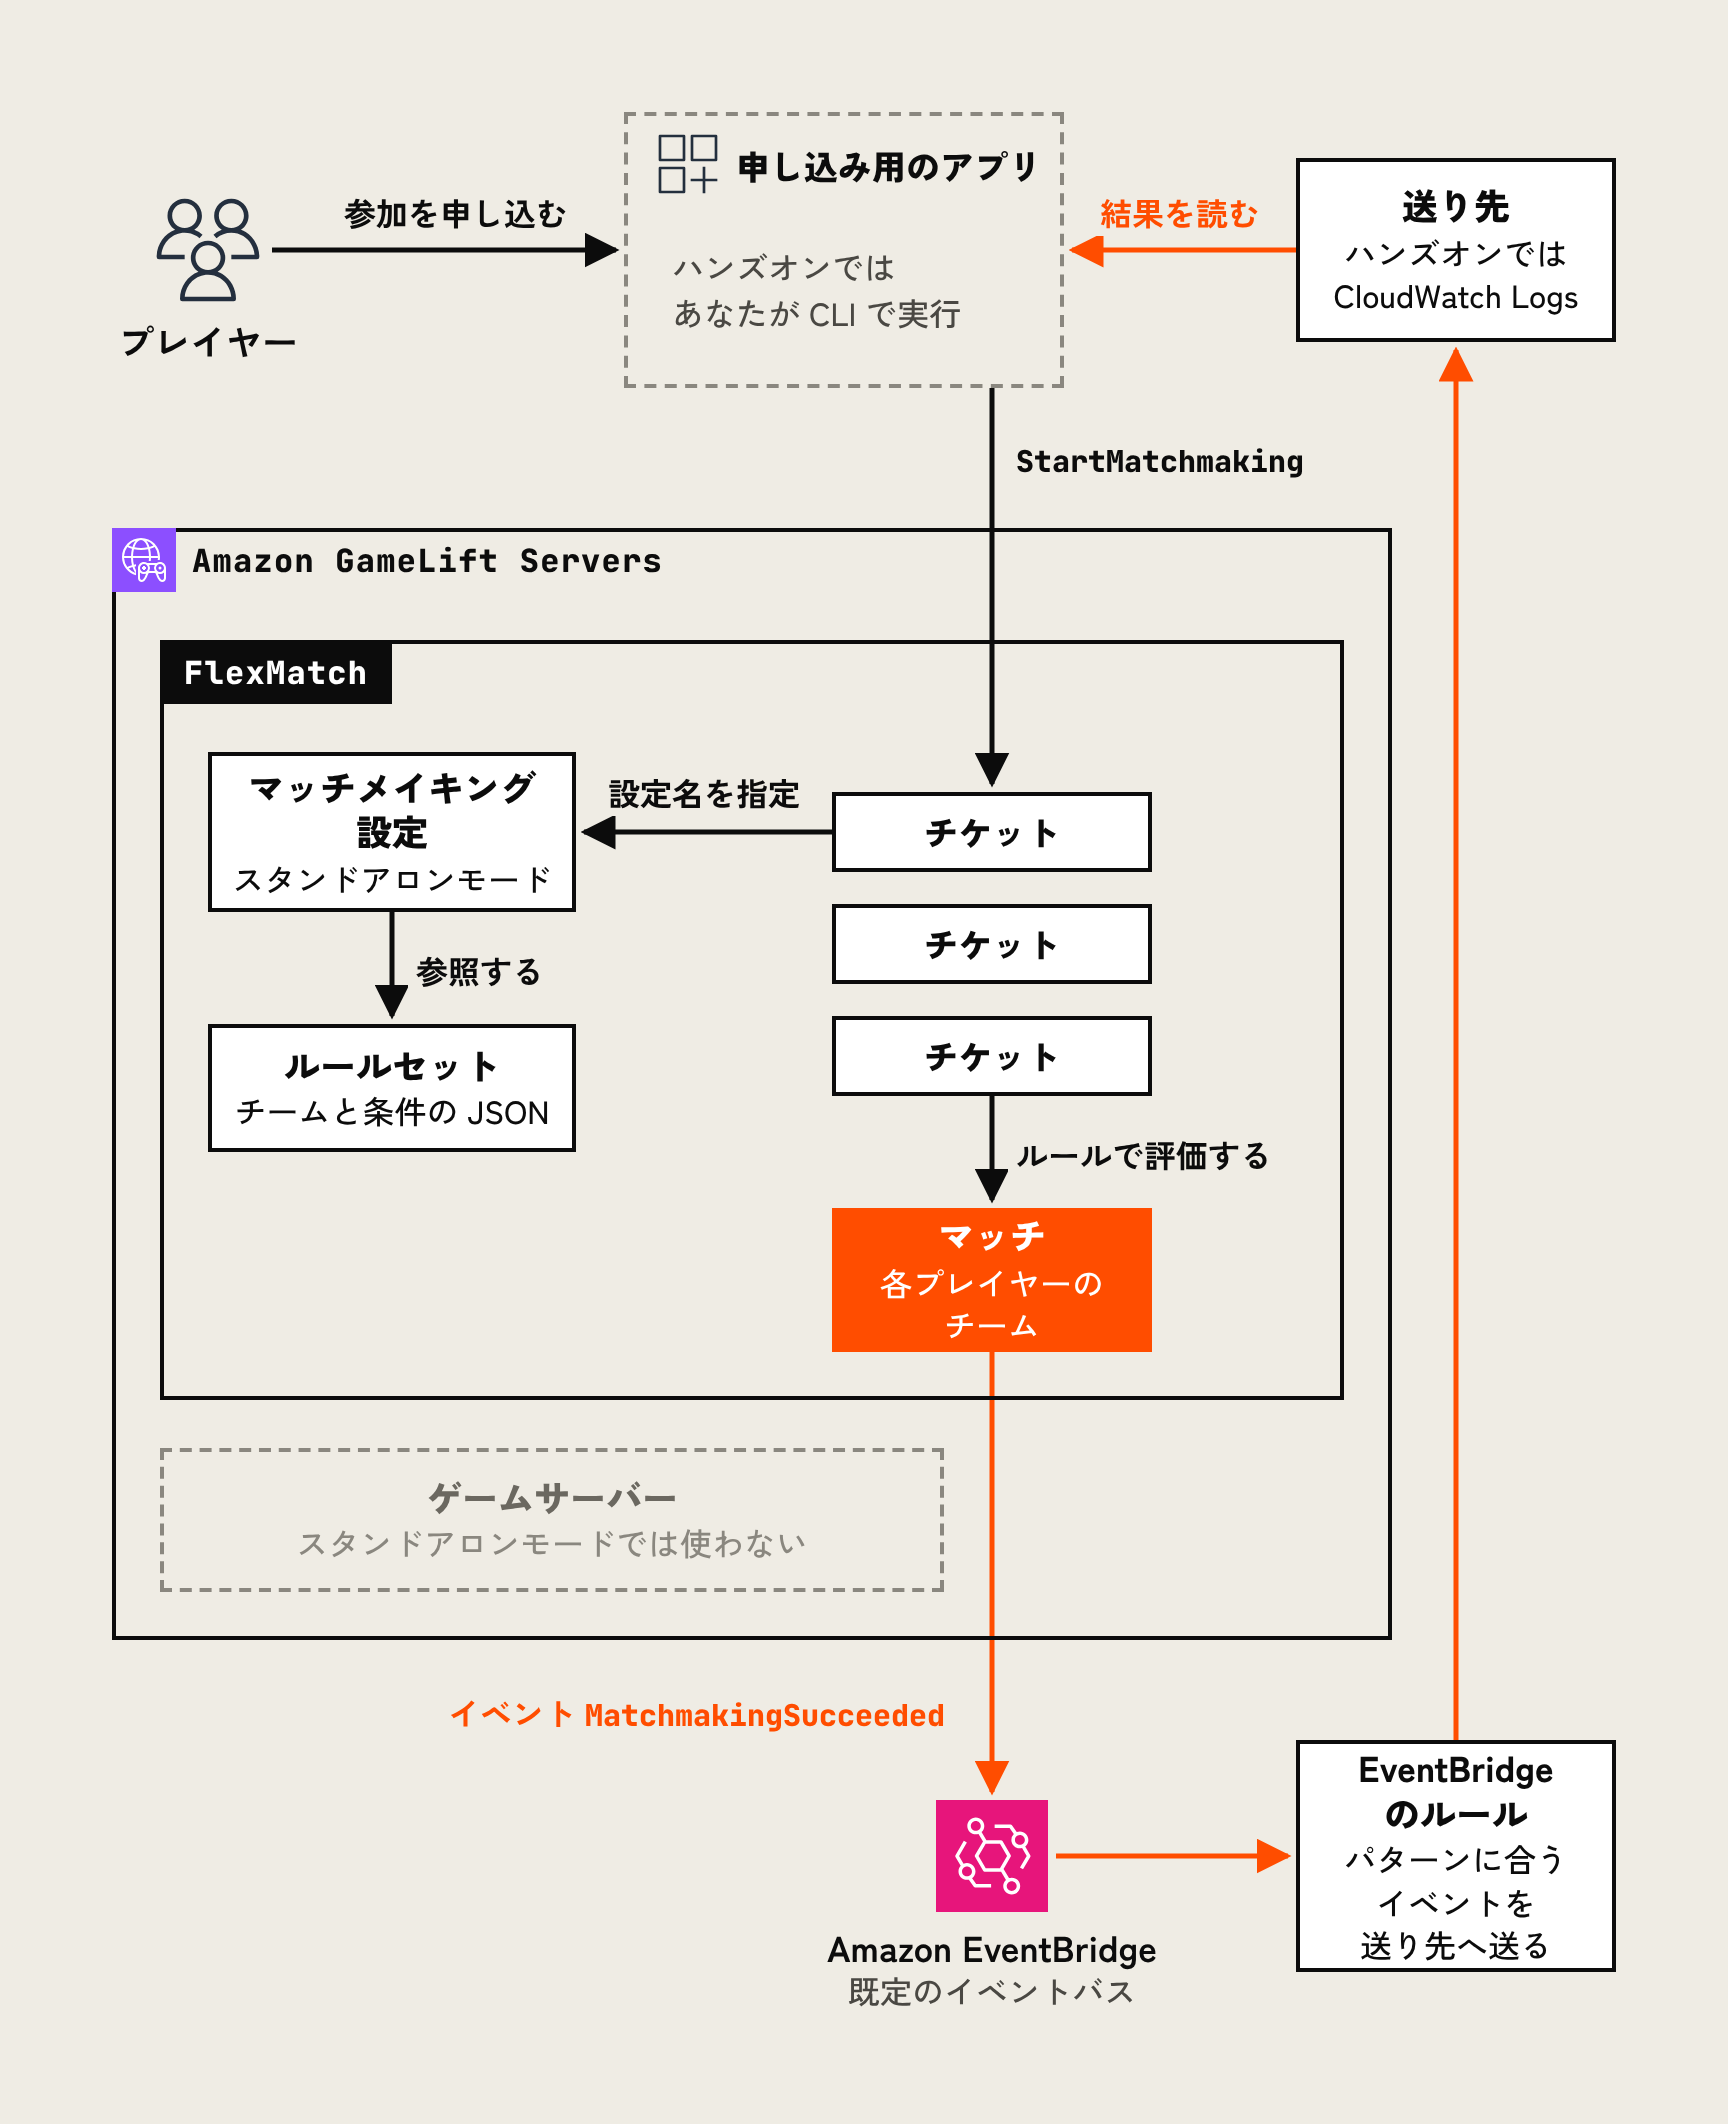 申し込み用のアプリ
ハンズオンでは
あなたが CLI で実行
参加を申し込む
プレイヤー
結果を読む
送り先
ハンズオンでは
CloudWatch Logs
StartMatchmaking
Amazon GameLift Servers
FlexMatch
マッチメイキング
設定
スタンドアロンモード
設定名を指定
チケット
チケット
チケット
参照する
ルールセット
チームと条件の JSON
ルールで評価する
マッチ
各プレイヤーの
チーム
ゲームサーバー
スタンドアロンモードでは使わない
イベント MatchmakingSucceeded
Amazon EventBridge
既定のイベントバス
EventBridge
のルール
パターンに合う
イベントを
送り先へ送る